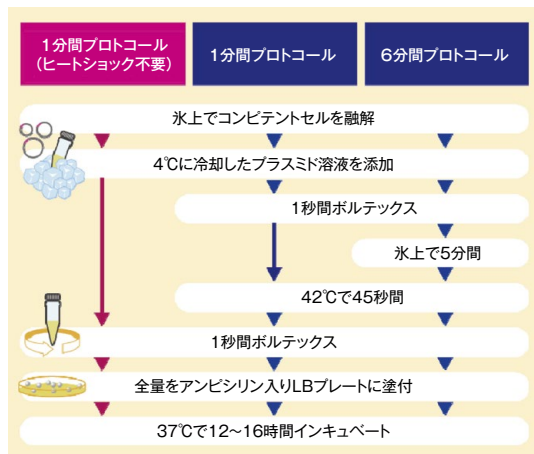 1分間プロトコール
(ヒートショック不要)
1分間プロトコール
6分間プロトコール
氷上でコンピテントセルを融解
4℃に冷却したプラスミド溶液を添加
1秒間ボルテックス
氷上で5分間
42℃で45秒間
1秒間ボルテックス
全量をアンピシリン入りLBプレートに塗付
37℃で12〜16時間インキュベート